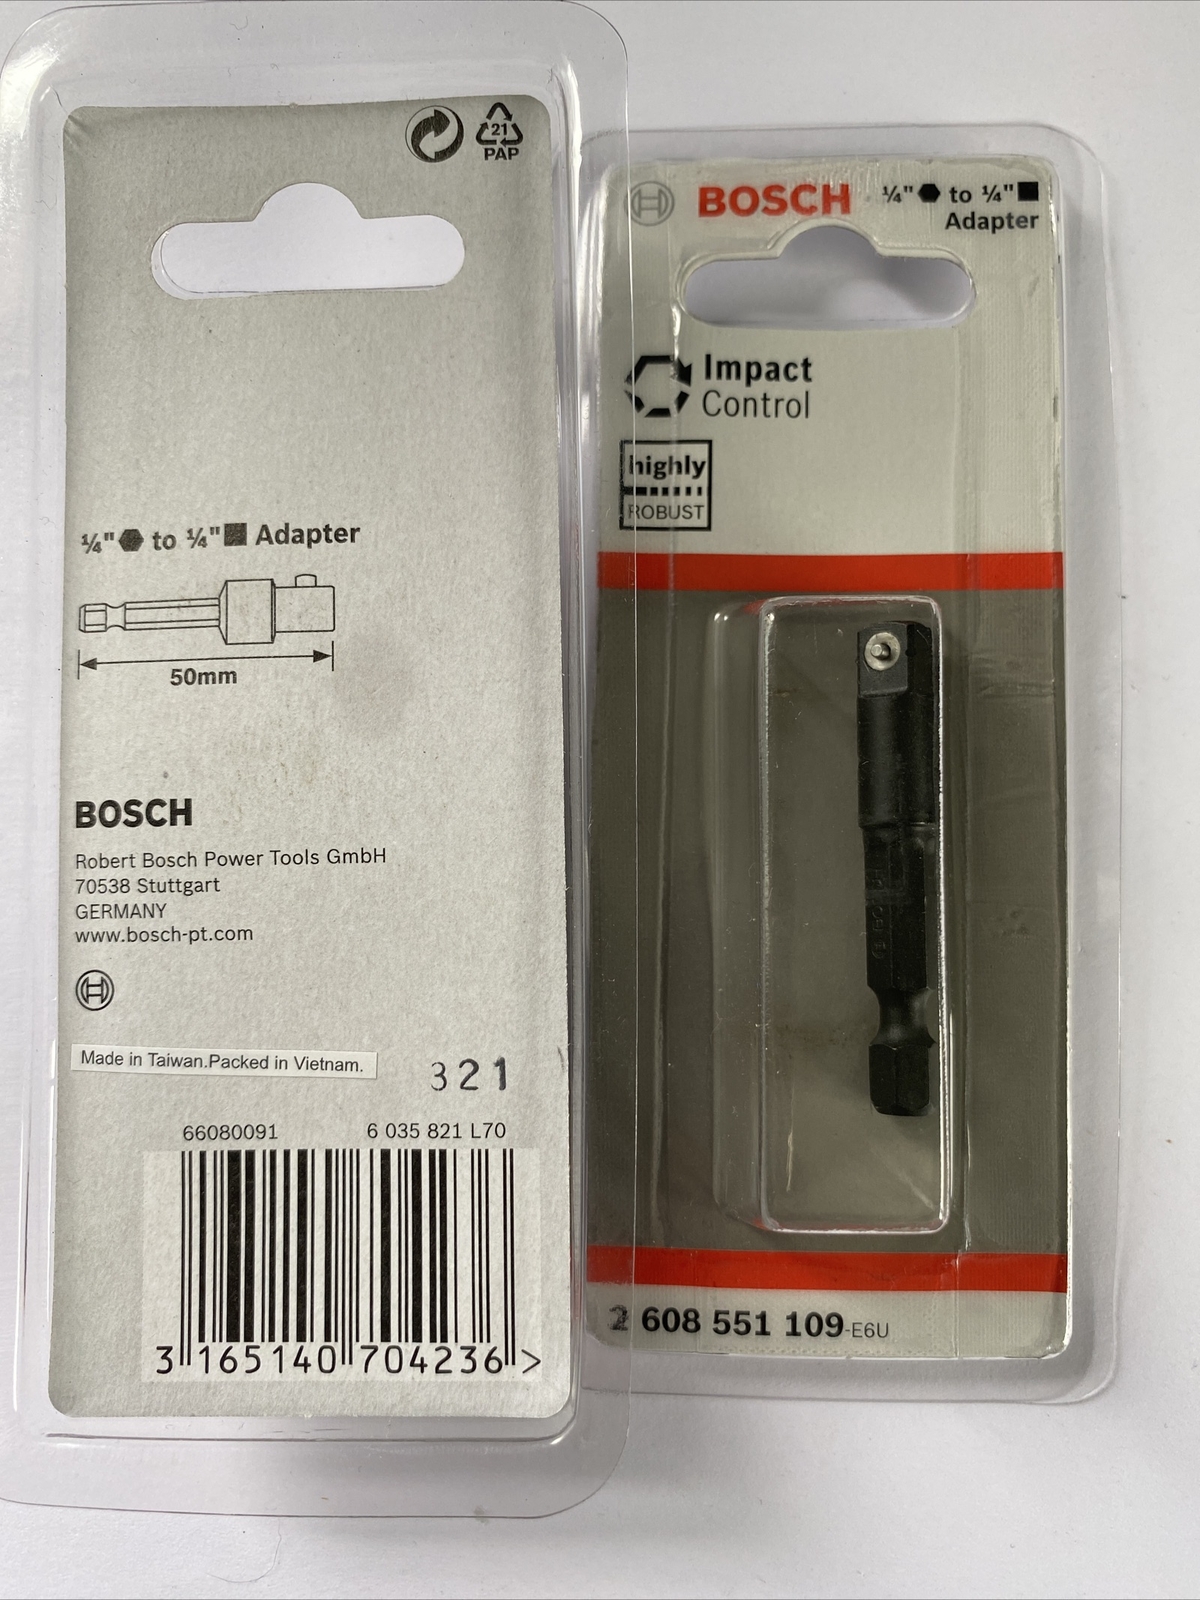 21
PAP
¼" to ¼" Adapter
50mm
BOSCH
Robert Bosch Power Tools GmbH
70538 Stuttgart
GERMANY
www.bosch-pt.com
Made in Taiwan.Packed in Vietnam.
321
66080091 6 035 821 L70
3 165140 704236 >
BOSCH
¼" to ¼"
Adapter
Impact
Control
highly
ROBUST
2 608 551 109-E6U